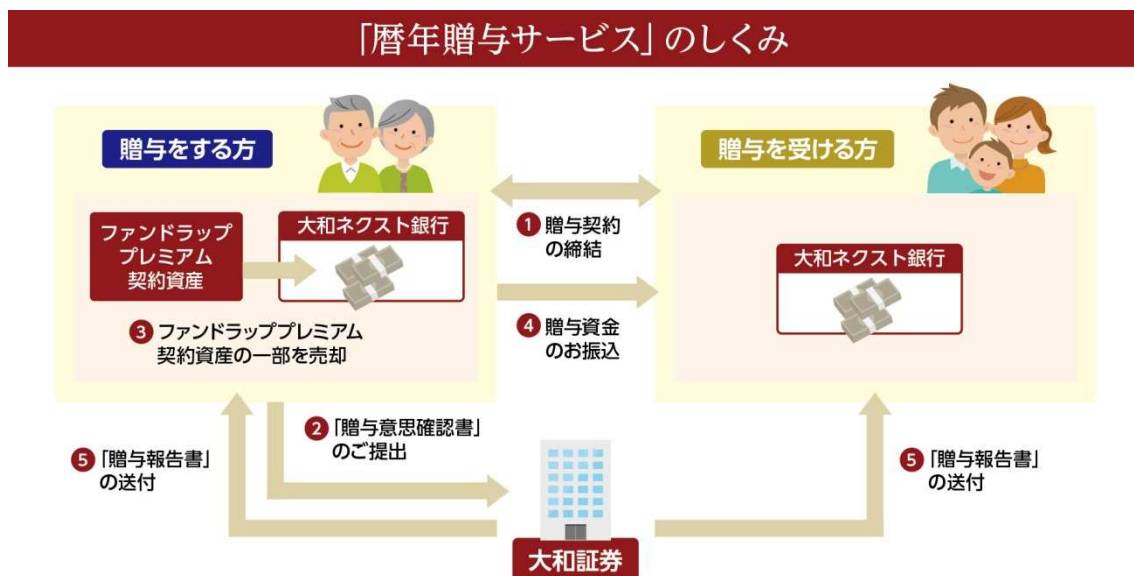 「暦年贈与サービス」のしくみ
贈与をする方
贈与を受ける方
ファンドラップ
プレミアム
契約資産
大和ネクスト銀行
❸ ファンドラッププレミアム
契約資産の一部を売却
❶ 贈与契約
の締結
❹ 贈与資金
のお振込
大和ネクスト銀行
❺「贈与報告書」
の送付
❷「贈与意思確認書」
のご提出
❺「贈与報告書」
の送付
大和証券